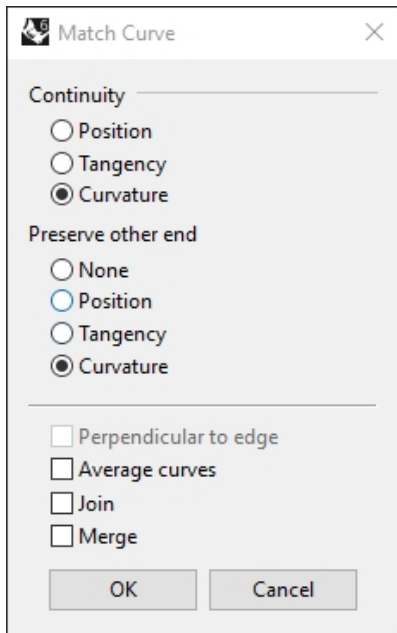 Match Curve
Continuity
Position
Tangency
Curvature
Preserve other end
None
Position
Tangency
Curvature
Perpendicular to edge
Average curves
Join
Merge
OK Cancel